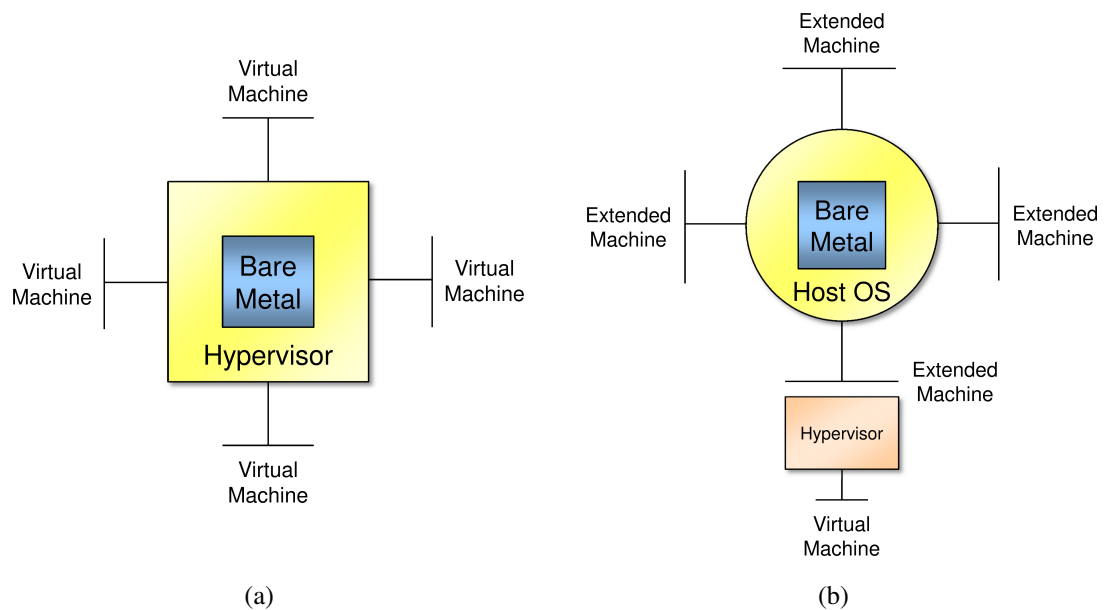 Virtual
Machine
Virtual
Machine
Bare
Metal
Hypervisor
Virtual
Machine
Virtual
Machine
(a)
Extended
Machine
Extended
Machine
Bare
Metal
Host OS
Extended
Machine
Extended
Machine
Hypervisor
Virtual
Machine
(b)